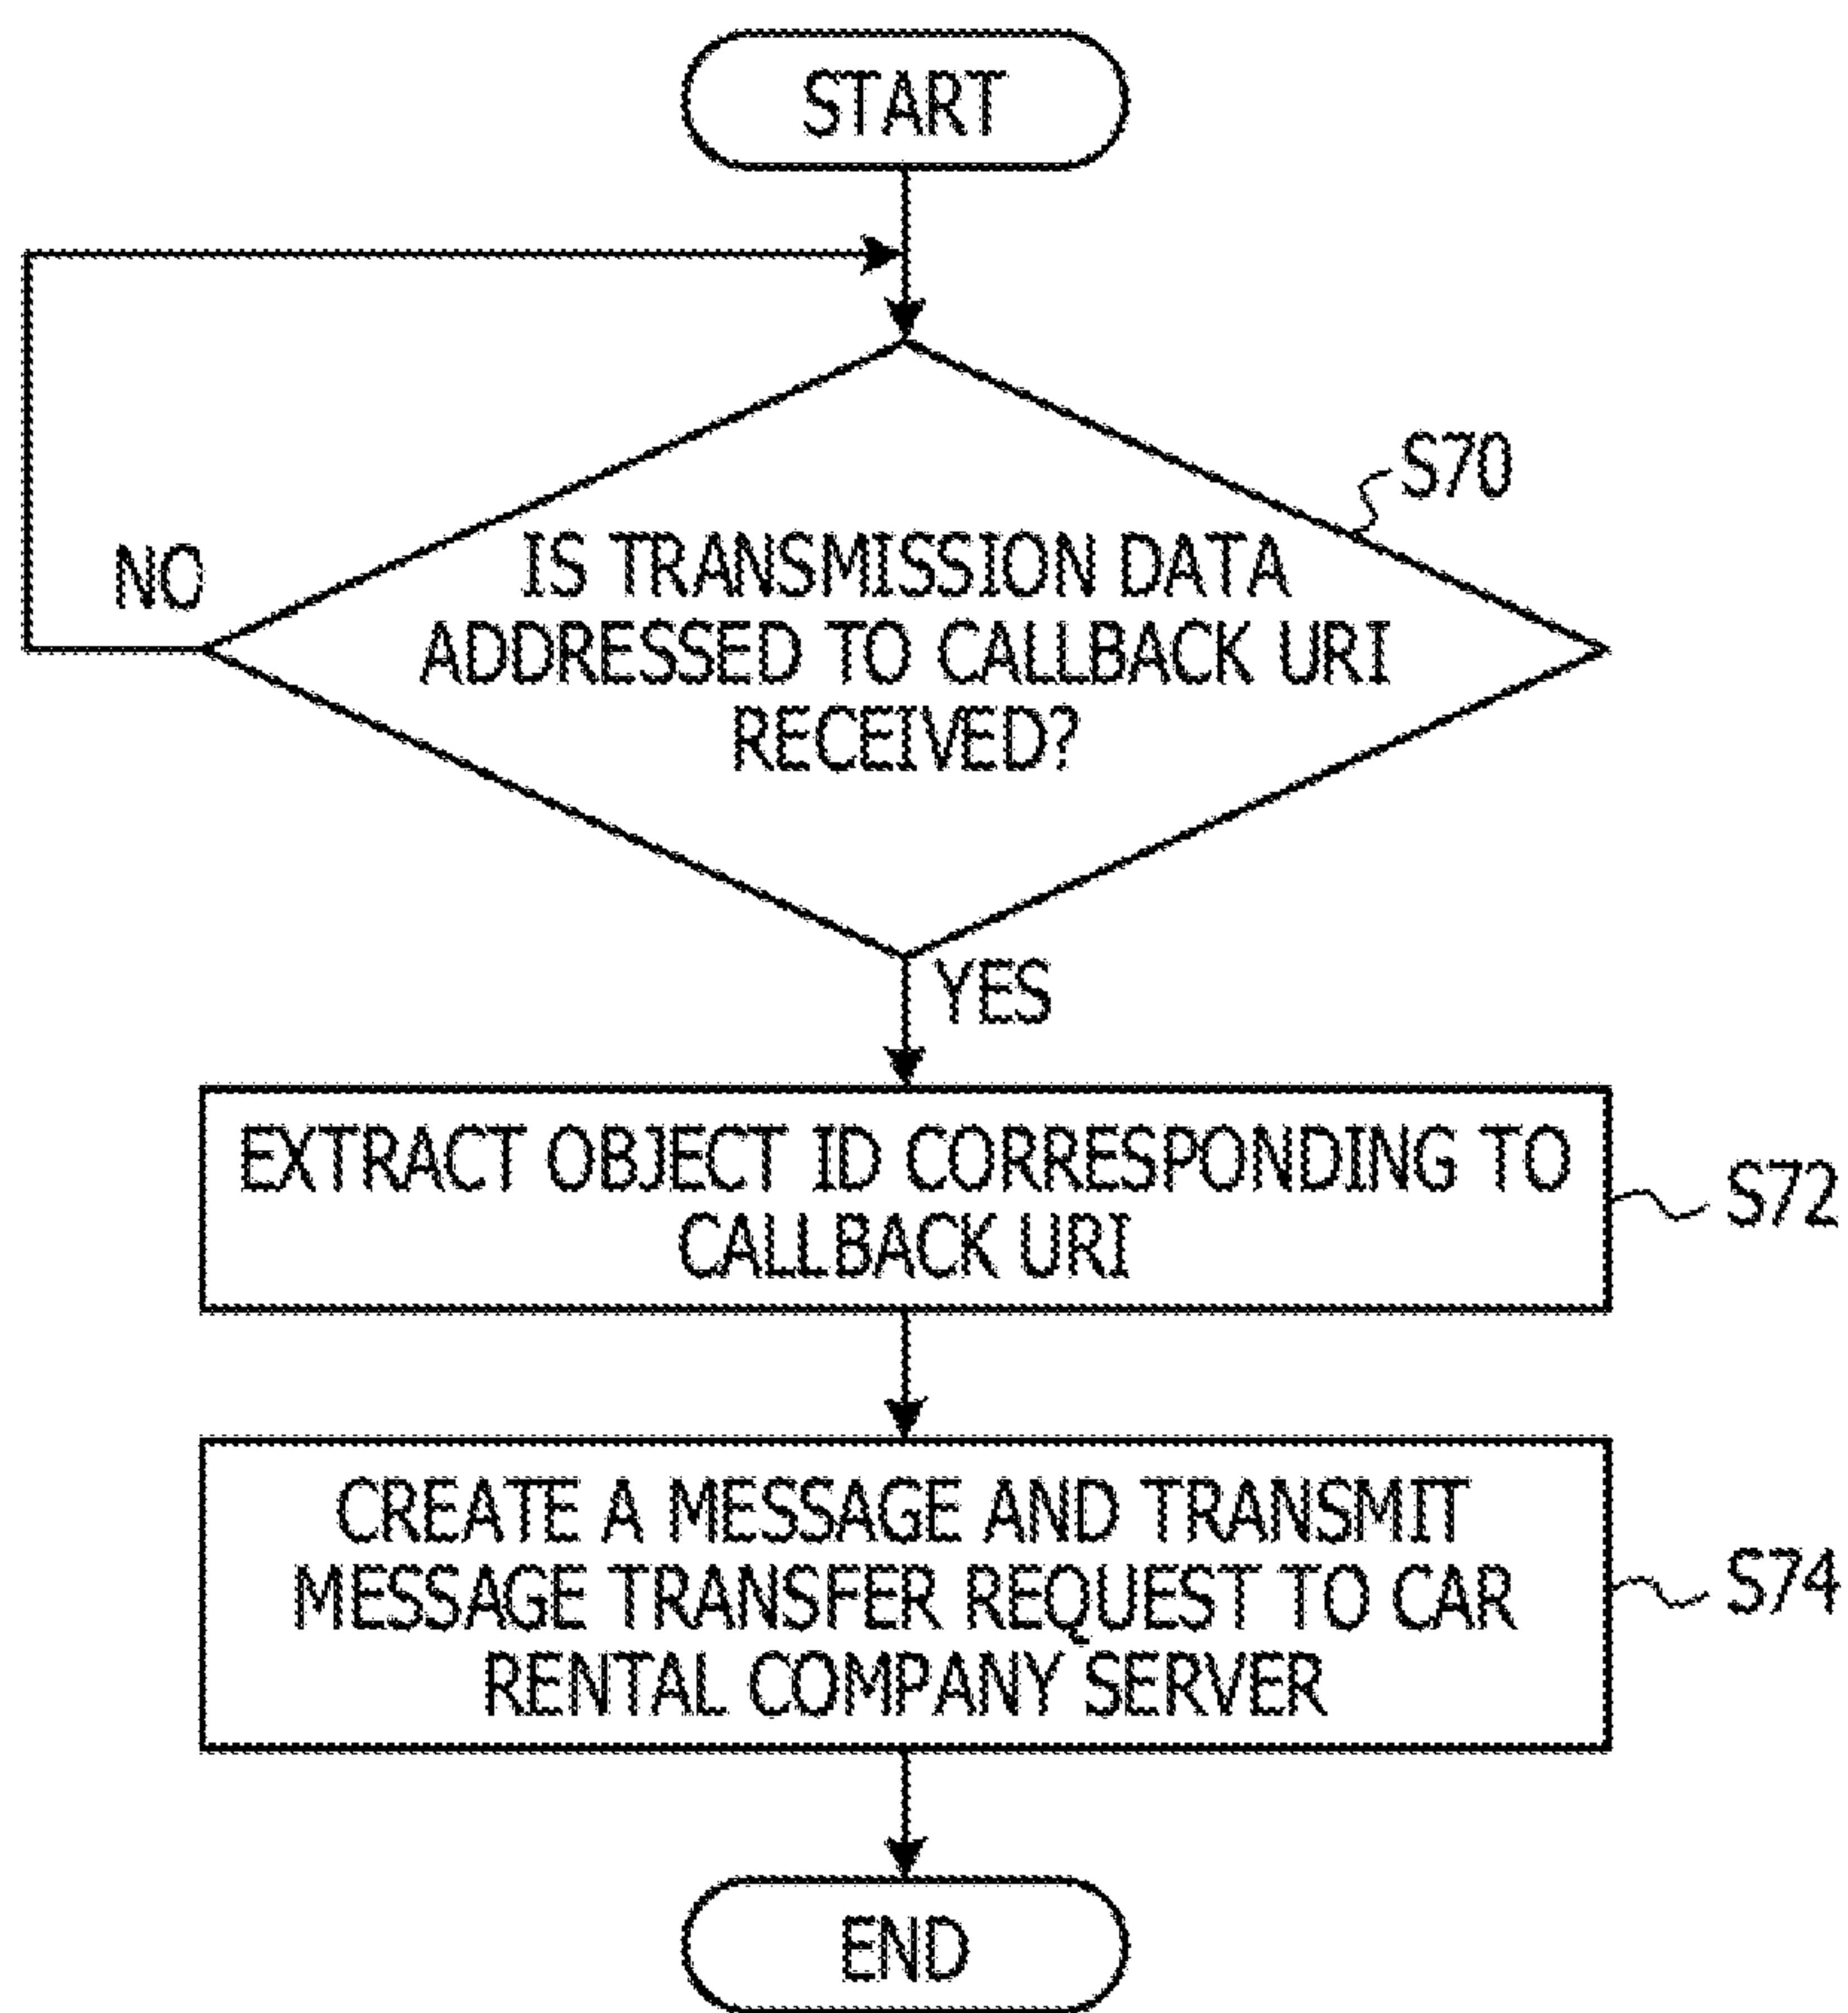 START
S70
NO
IS TRANSMISSION DATA
ADDRESSED TO CALLBACK URI
RECEIVED?
YES
EXTRACT OBJECT ID CORRESPONDING TO
CALLBACK URI
S72
CREATE A MESSAGE AND TRANSMIT
MESSAGE TRANSFER REQUEST TO CAR
RENTAL COMPANY SERVER
S74
END